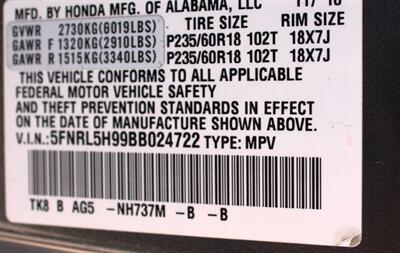 MFD. BY HONDA MFG. OF ALABAMA, LLC 11/10
TIRE SIZE RIM SIZE
GVWR 2730KG(6019LBS)
GAWR F 1320KG(2910LBS) P235/60R18 102T 18X7J
GAWR R 1515KG(3340LBS) P235/60R18 102T 18X7J
THIS VEHICLE CONFORMS TO ALL APPLICABLE
FEDERAL MOTOR VEHICLE SAFETY
AND THEFT PREVENTION STANDARDS IN EFFECT
ON THE DATE OF MANUFACTURE SHOWN ABOVE.
V.I.N.:5FNRL5H99BB024722 TYPE: MPV
TK8 B AG5 -NH737M -B -B